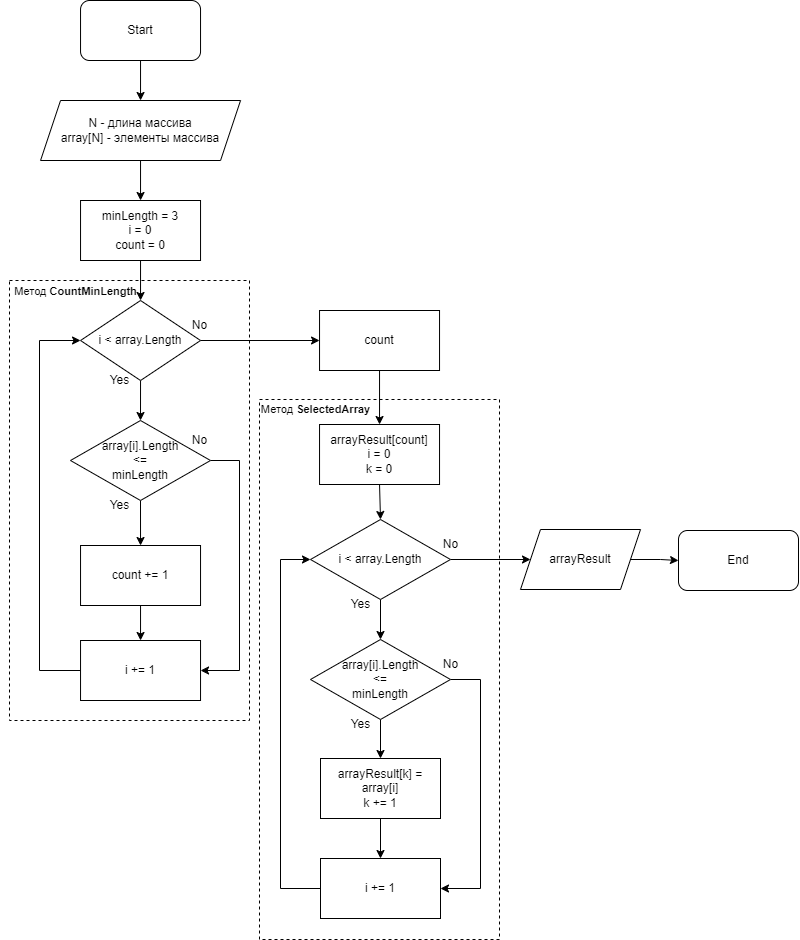 Start
N - длина массива
array[N] - элементы массива
minLength = 3
i = 0
count = 0
Метод CountMinLength
i < array.Length
No
Yes
array[i].Length
<=
minLength
No
Yes
count += 1
i += 1
count
Метод SelectedArray
arrayResult[count]
i = 0
k = 0
i < array.Length
No
Yes
array[i].Length
<=
minLength
No
Yes
arrayResult[k] =
array[i]
k += 1
i += 1
arrayResult
End